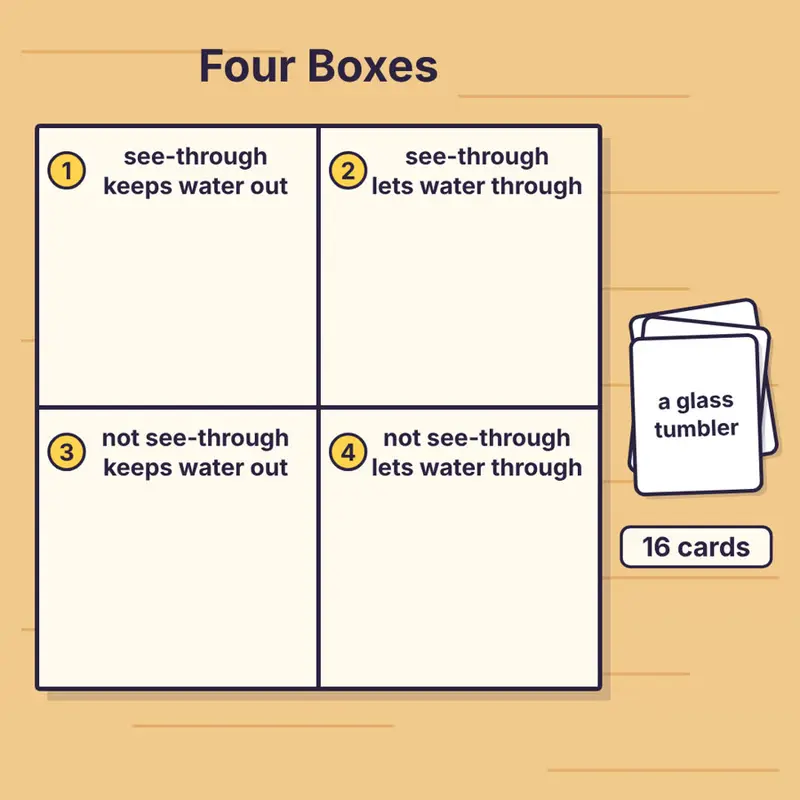 Four Boxes
1
see-through
keeps water out
2
see-through
lets water through
3
not see-through
keeps water out
4
not see-through
lets water through
a glass
tumbler
16 cards